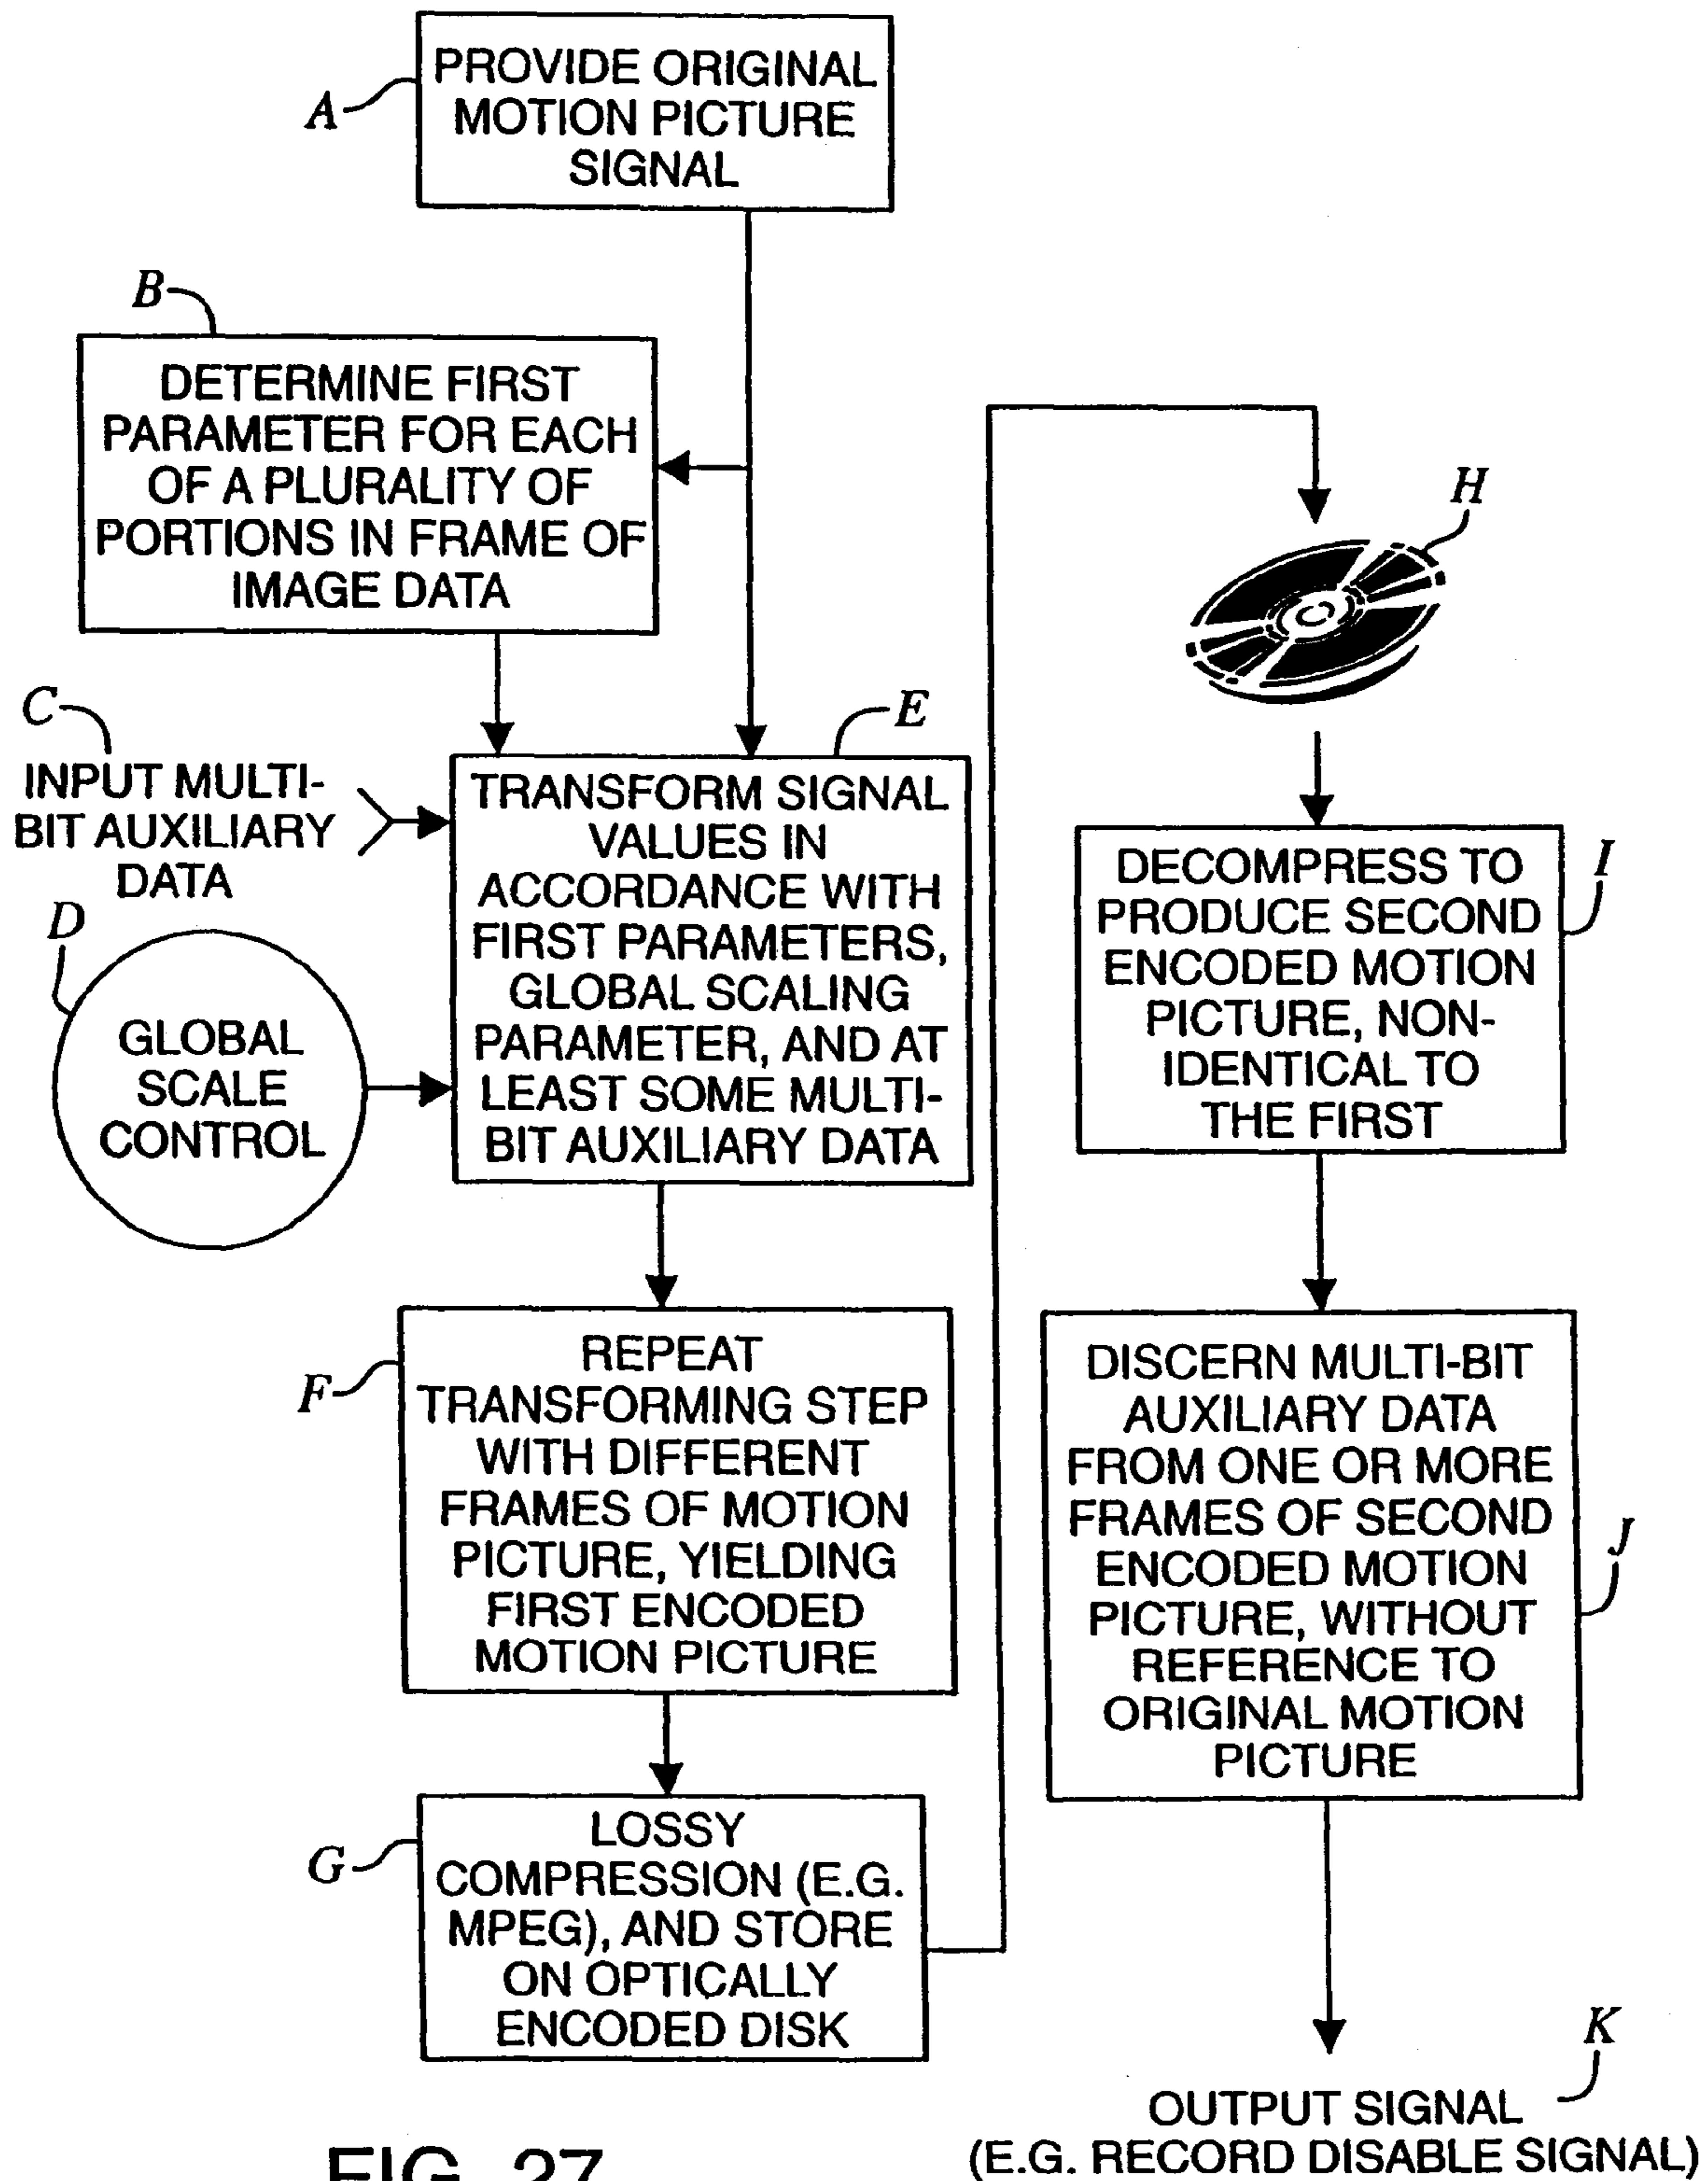 PROVIDE ORIGINAL
MOTION PICTURE
SIGNAL
A
B
DETERMINE FIRST
PARAMETER FOR EACH
OF A PLURALITY OF
PORTIONS IN FRAME OF
IMAGE DATA
C
INPUT MULTI-
BIT AUXILIARY
DATA
D
GLOBAL
SCALE
CONTROL
E
TRANSFORM SIGNAL
VALUES IN
ACCORDANCE WITH
FIRST PARAMETERS,
GLOBAL SCALING
PARAMETER, AND AT
LEAST SOME MULTI-
BIT AUXILIARY DATA
F
REPEAT
TRANSFORMING STEP
WITH DIFFERENT
FRAMES OF MOTION
PICTURE, YIELDING
FIRST ENCODED
MOTION PICTURE
G
LOSSY
COMPRESSION (E.G.
MPEG), AND STORE
ON OPTICALLY
ENCODED DISK
H
I
DECOMPRESS TO
PRODUCE SECOND
ENCODED MOTION
PICTURE, NON-
IDENTICAL TO
THE FIRST
J
DISCERN MULTI-BIT
AUXILIARY DATA
FROM ONE OR MORE
FRAMES OF SECOND
ENCODED MOTION
PICTURE, WITHOUT
REFERENCE TO
ORIGINAL MOTION
PICTURE
K
OUTPUT SIGNAL
(E.G. RECORD DISABLE SIGNAL)
FIG. 27